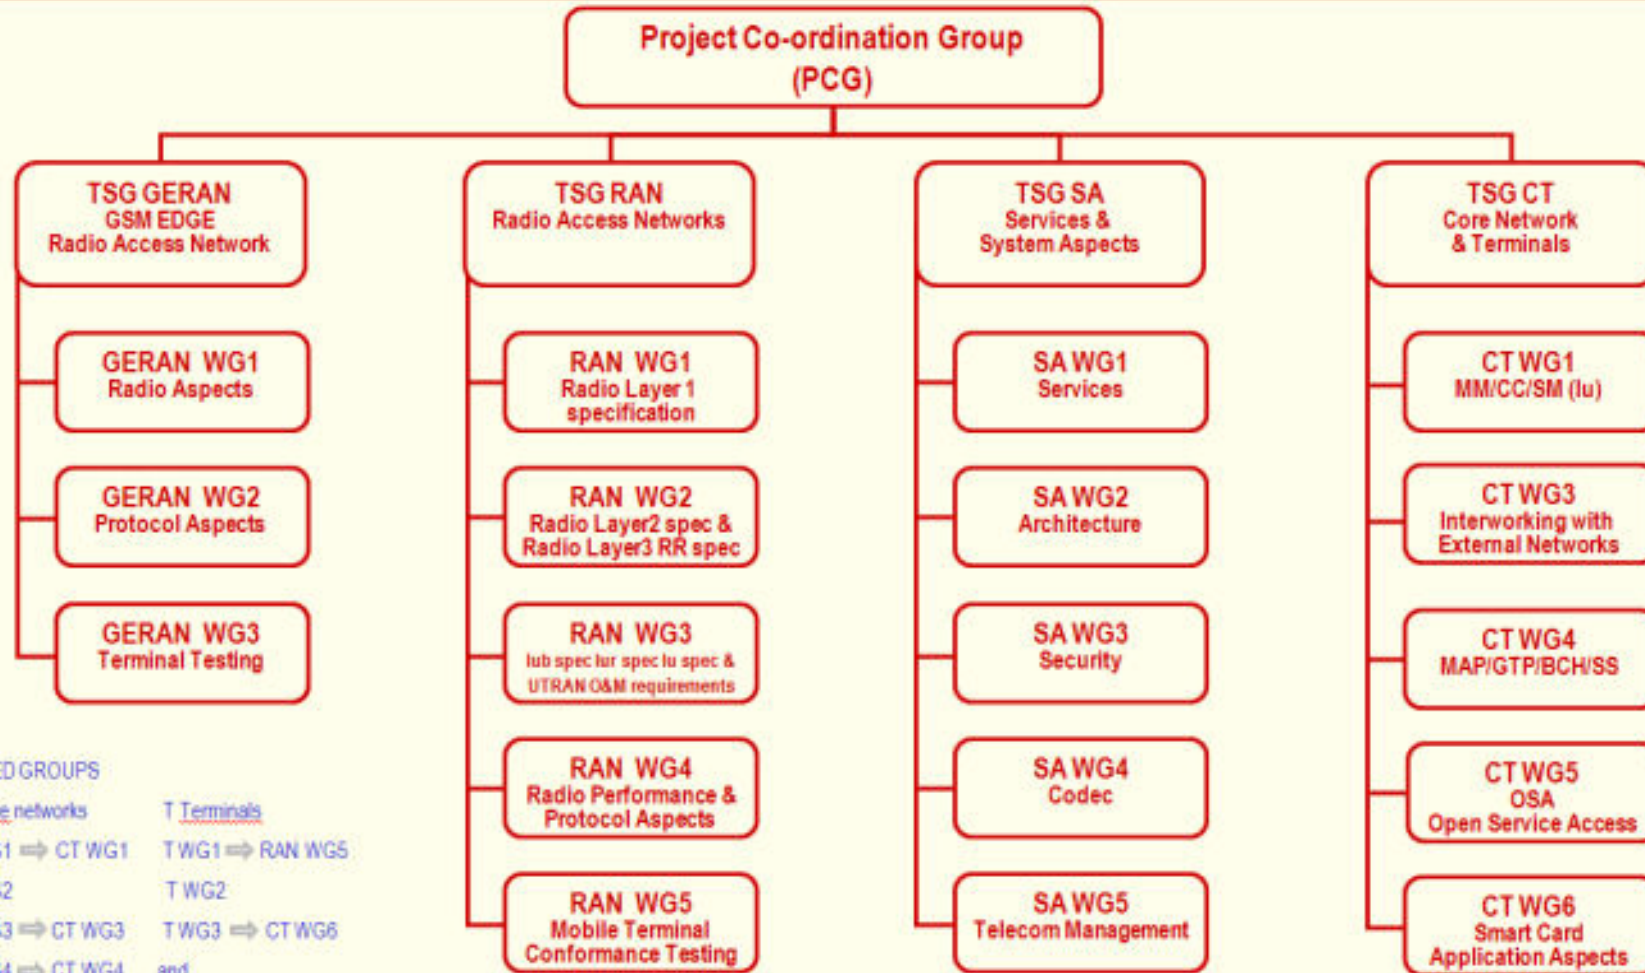 Project Co-ordination Group
(PCG)
TSG GERAN
GSM EDGE
Radio Access Network
GERAN WG1
Radio Aspects
GERAN WG2
Protocol Aspects
GERAN WG3
Terminal Testing
TSG RAN
Radio Access Networks
RAN WG1
Radio Layer 1
specification
RAN WG2
Radio Layer2 spec &
Radio Layer3 RR spec
RAN WG3
Iub spec Iur spec Iu spec &
UTRAN O&M requirements
RAN WG4
Radio Performance &
Protocol Aspects
RAN WG5
Mobile Terminal
Conformance Testing
TSG SA
Services &
System Aspects
SA WG1
Services
SA WG2
Architecture
SA WG3
Security
SA WG4
Codec
SA WG5
Telecom Management
TSG CT
Core Network
& Terminals
CT WG1
MM/CC/SM (Iu)
CT WG3
Interworking with
External Networks
CT WG4
MAP/GTP/BCH/SS
CT WG5
OSA
Open Service Access
CT WG6
Smart Card
Application Aspects
GROUPS
networks T Terminals
⇨ CT WG1 T WG1 ⇨ RAN WG5
T WG2
⇨ CT WG3 T WG3 ⇨ CT WG6
⇨ CT WG4 and